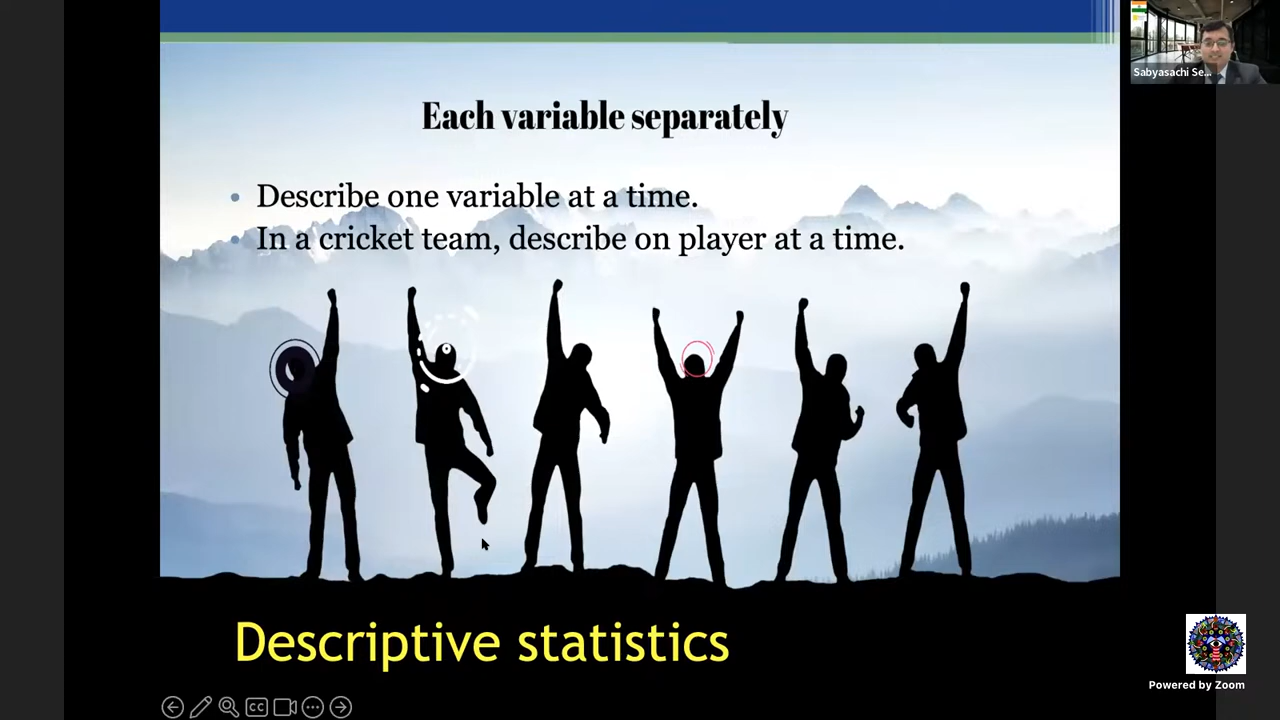 Each variable separately
Describe one variable at a time.
In a cricket team, describe on player at a time.
Descriptive statistics
Sabyasachi Se...
CC
Powered by Zoom